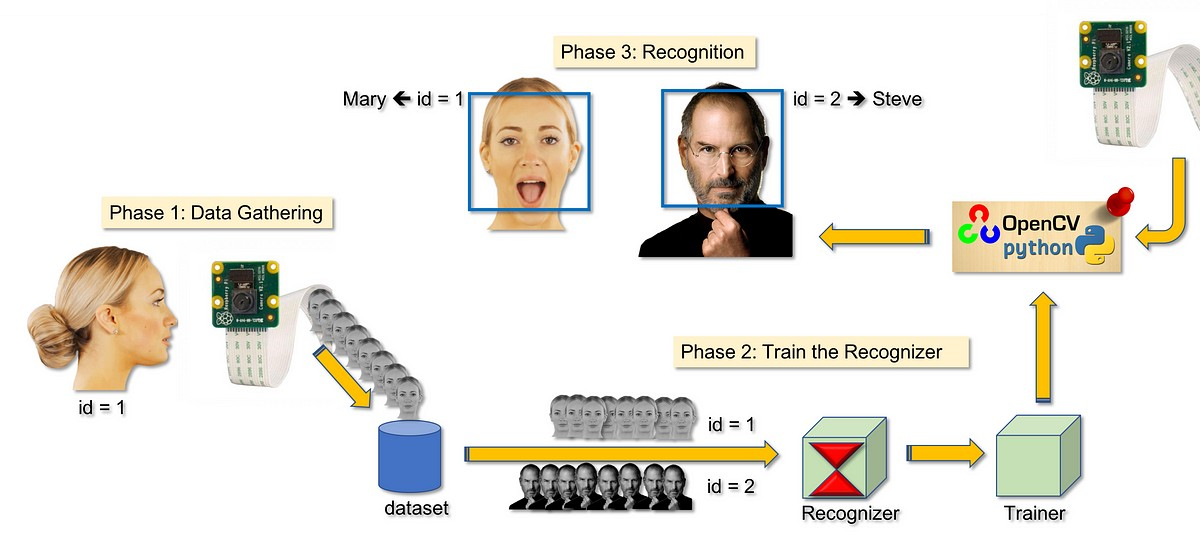 Phase 3: Recognition
Mary 🡸 id = 1
id = 2 🡺 Steve
Phase 1: Data Gathering
OpenCV
python
Phase 2: Train the Recognizer
id = 1
id = 1
id = 2
dataset
Recognizer
Trainer